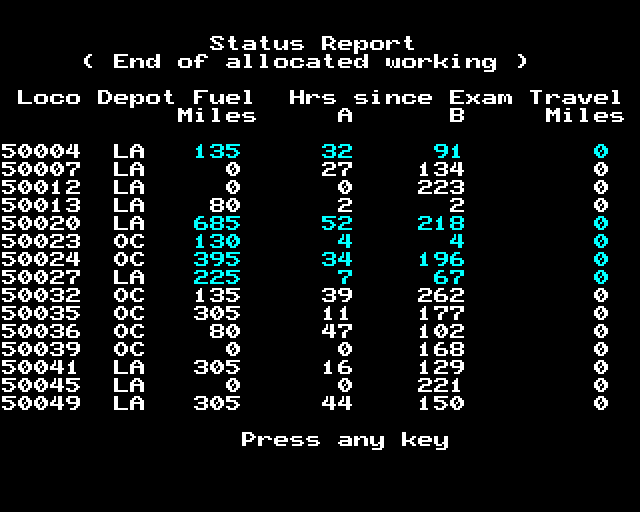 Status Report
( End of allocated working )
Loco Depot Fuel Hrs since Exam Travel
Miles A B Miles
50004 LA 135 32 91 0
50007 LA 0 27 134 0
50012 LA 0 0 223 0
50013 LA 80 2 2 0
50020 LA 685 52 218 0
50023 OC 130 4 4 0
50024 OC 395 34 196 0
50027 LA 225 7 67 0
50032 OC 135 39 262 0
50035 OC 305 11 177 0
50036 OC 80 47 102 0
50039 OC 0 0 168 0
50041 LA 305 16 129 0
50045 LA 0 0 221 0
50049 LA 305 44 150 0
Press any key